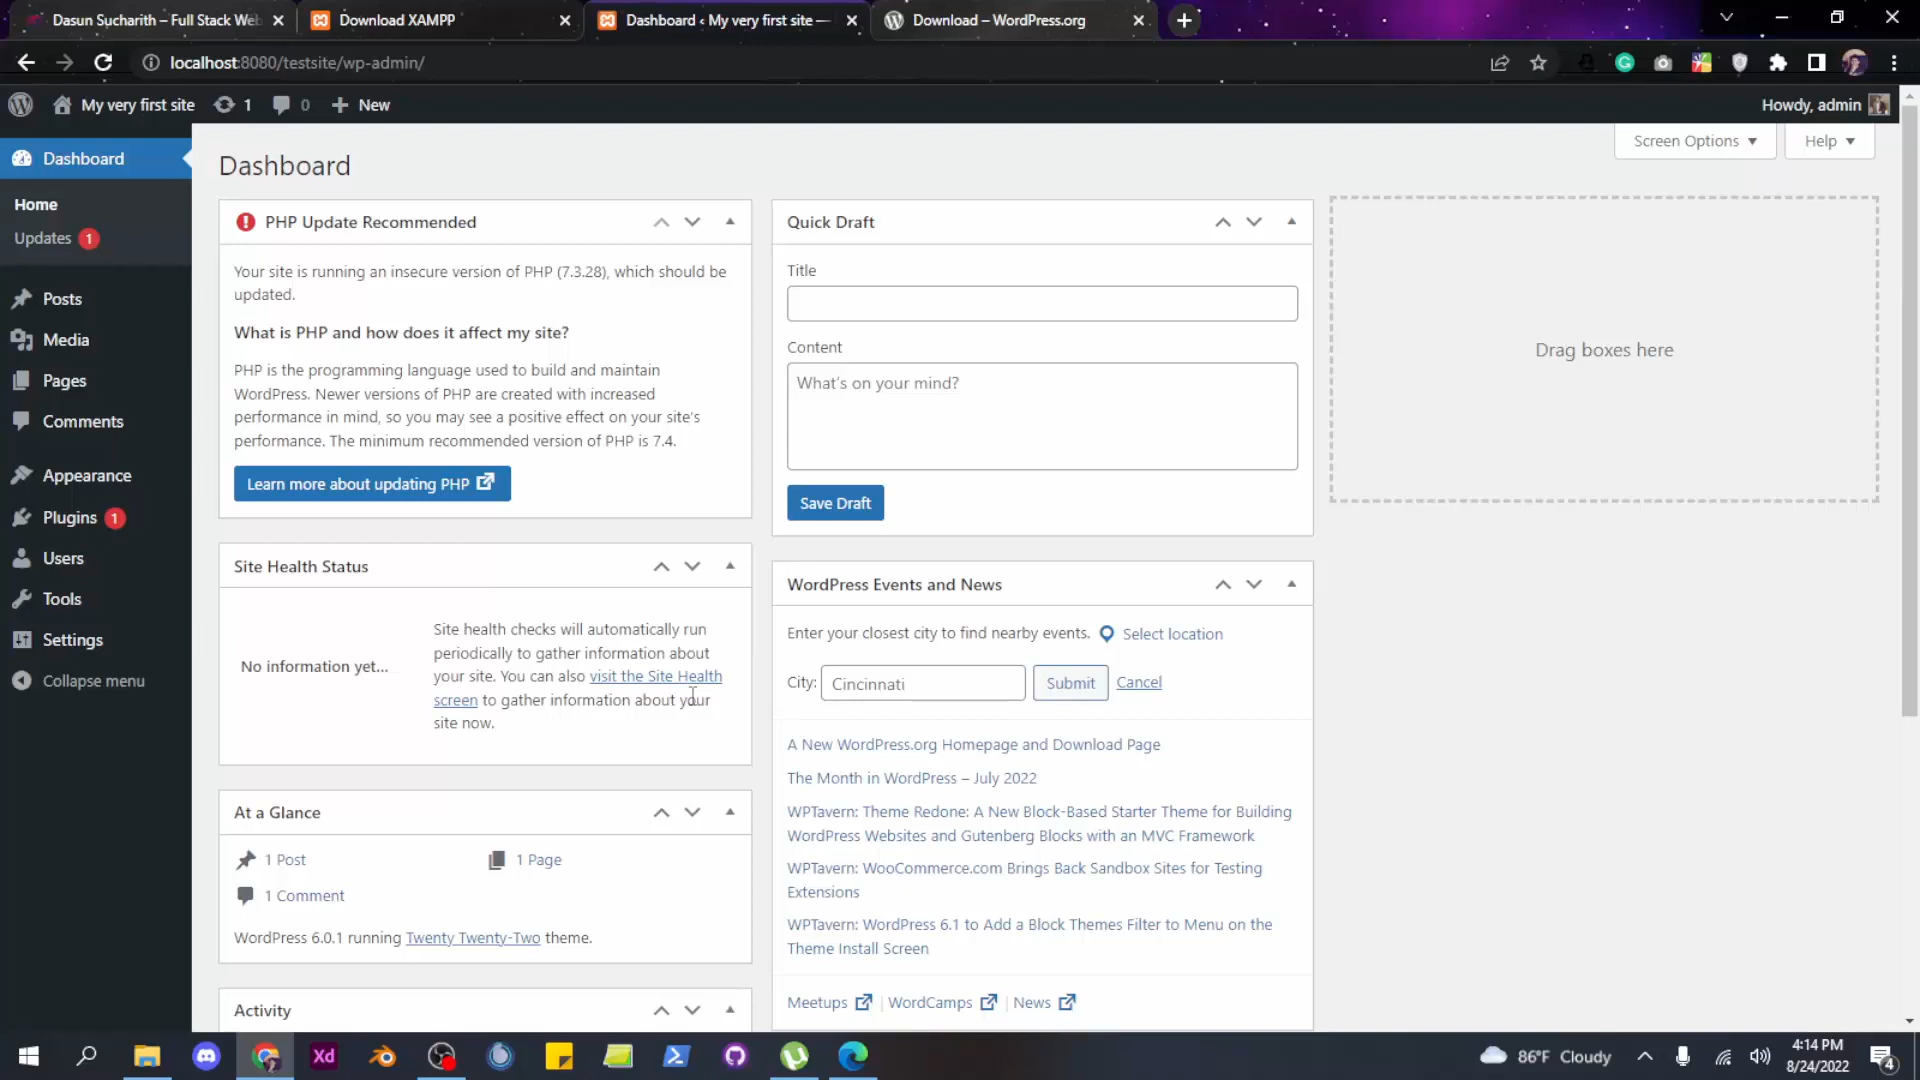 Dasun Sucharith – Full Stack Web
Download XAMPP
Dashboard ‹ My very first site —
Download – WordPress.org
localhost:8080/testsite/wp-admin/
My very first site
1
0
New
Howdy, admin
Dashboard
Home
Updates 1
Posts
Media
Pages
Comments
Appearance
Plugins 1
Users
Tools
Settings
Collapse menu
Screen Options
Help
Dashboard
PHP Update Recommended
Your site is running an insecure version of PHP (7.3.28), which should be
updated.
What is PHP and how does it affect my site?
PHP is the programming language used to build and maintain
WordPress. Newer versions of PHP are created with increased
performance in mind, so you may see a positive effect on your site's
performance. The minimum recommended version of PHP is 7.4.
Learn more about updating PHP
Site Health Status
No information yet...
Site health checks will automatically run
periodically to gather information about
your site. You can also visit the Site Health
screen to gather information about your
site now.
At a Glance
1 Post
1 Page
1 Comment
WordPress 6.0.1 running Twenty Twenty-Two theme.
Activity
Quick Draft
Title
Content
What's on your mind?
Save Draft
WordPress Events and News
Enter your closest city to find nearby events. Select location
City: Cincinnati Submit Cancel
A New WordPress.org Homepage and Download Page
The Month in WordPress – July 2022
WPTavern: Theme Redone: A New Block-Based Starter Theme for Building
WordPress Websites and Gutenberg Blocks with an MVC Framework
WPTavern: WooCommerce.com Brings Back Sandbox Sites for Testing
Extensions
WPTavern: WordPress 6.1 to Add a Block Themes Filter to Menu on the
Theme Install Screen
Meetups | WordCamps | News
Drag boxes here
Xd
86°F Cloudy
4:14 PM
8/24/2022
4